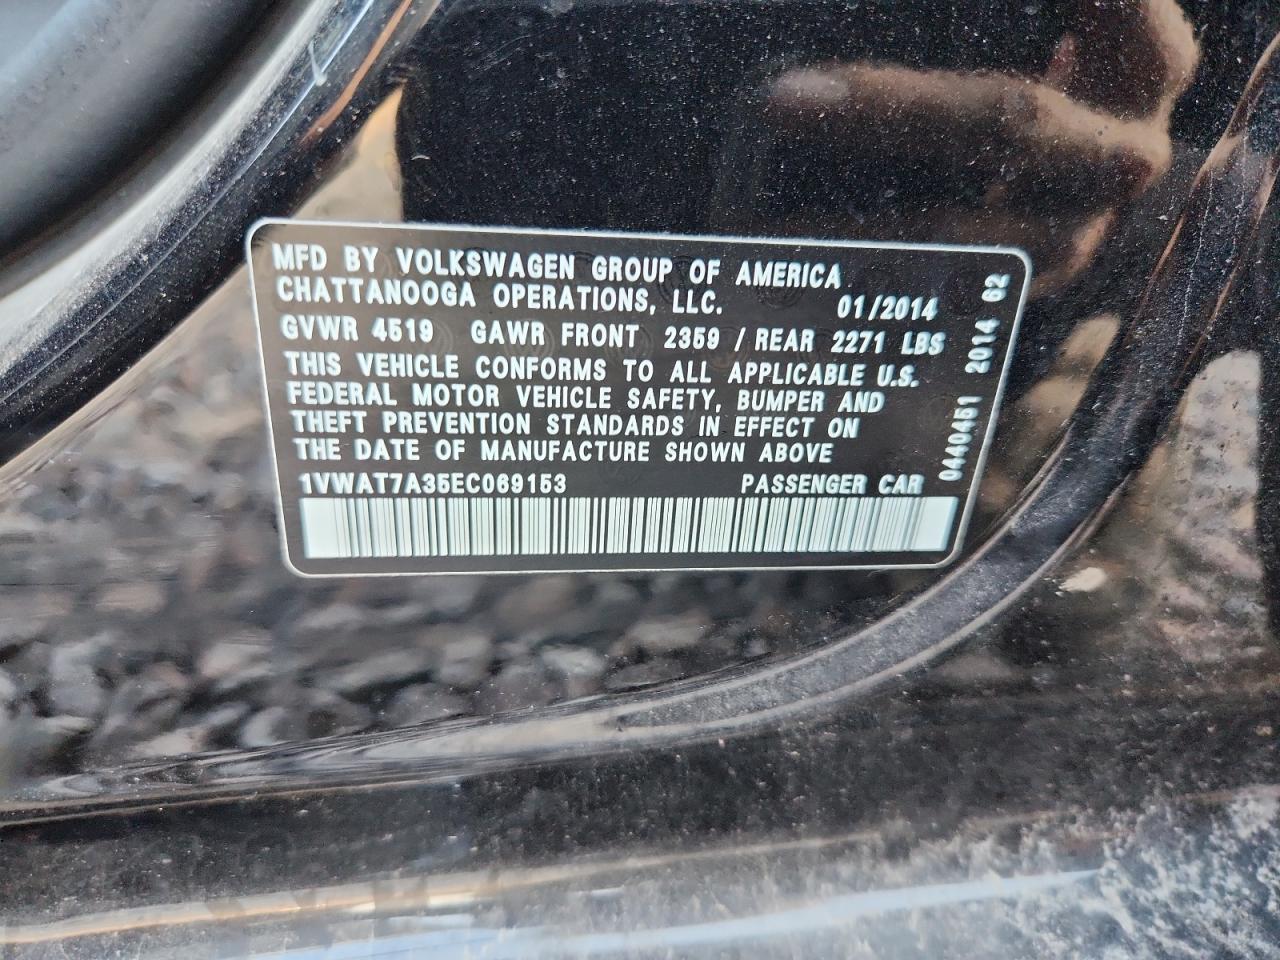 MFD BY VOLKSWAGEN GROUP OF AMERICA
CHATTANOOGA OPERATIONS, LLC. 01/2014
GVWR 4519 GAWR FRONT 2359 / REAR 2271 LBS
THIS VEHICLE CONFORMS TO ALL APPLICABLE U.S.
FEDERAL MOTOR VEHICLE SAFETY, BUMPER AND
THEFT PREVENTION STANDARDS IN EFFECT ON
THE DATE OF MANUFACTURE SHOWN ABOVE
1VWAT7A35EC069153 PASSENGER CAR
0440451 2014 62